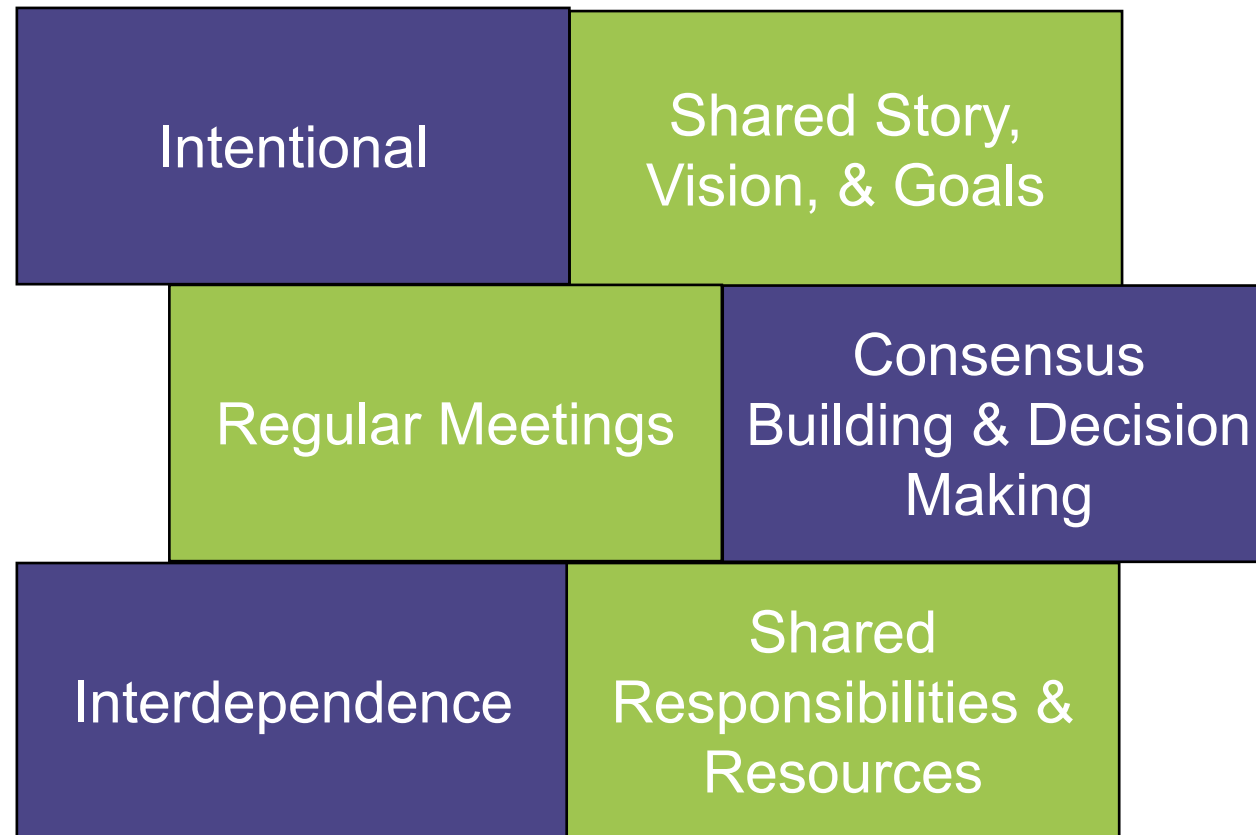 Intentional
Shared Story,
Vision, & Goals
Regular Meetings
Consensus
Building & Decision
Making
Interdependence
Shared
Responsibilities &
Resources